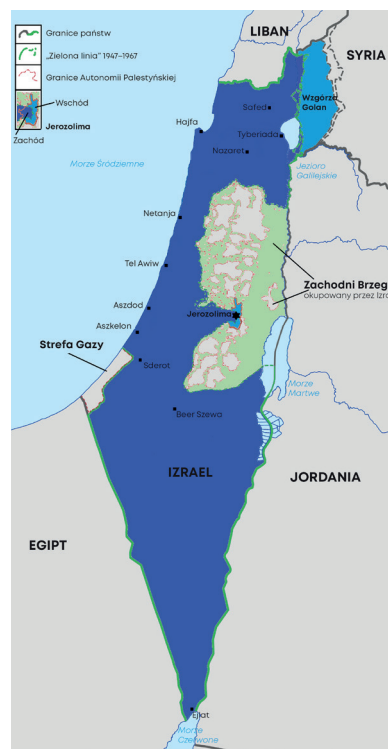 Granice państw
„Zielona linia" 1947–1967
Granice Autonomii Palestyńskiej
Wschód
Jerozolima
Zachód
LIBAN
SYRIA
Wzgórza
Golan
Safed
Hajfa
Tyberiada
Nazaret
Jezioro
Galilejskie
Morze Śródziemne
Netanja
Tel Awiw
Zachodni Brzeg
okupowany przez Izra
Aszdod
Jerozolima
Aszkelon
Strefa Gazy
Sderot
Morze
Martwe
Beer Szewa
IZRAEL
JORDANIA
EGIPT
Ejlat
Morze
Czerwone